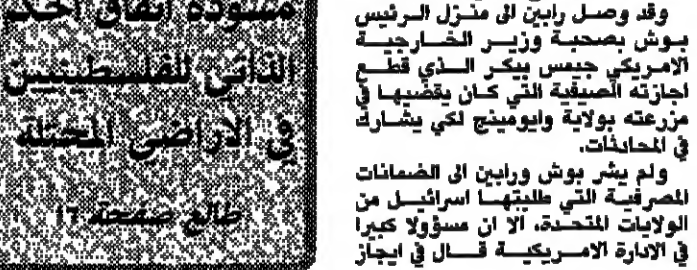 وقد وصل رابين الى منزل الرئيس
بوش بصحبة وزير الخارجية
الامريكي جيمس بيكر الذي قطع
اجازته الصيفية التي كان يقضيها في
مزرعته بولاية وايومينج لكي يشارك
في المحادثات.
ولم يشر بوش ورابين الى الضمانات
المصرفية التي طلبتها اسرائيل من
الولايات المتحدة، الا ان مسؤولا كبيرا
في الادارة الامريكية قال في ايجاز
مسودة اتفاق الحكم
الذاتي للفلسطينيين
في الاراضي المحتلة
طالع صفحة ١٦